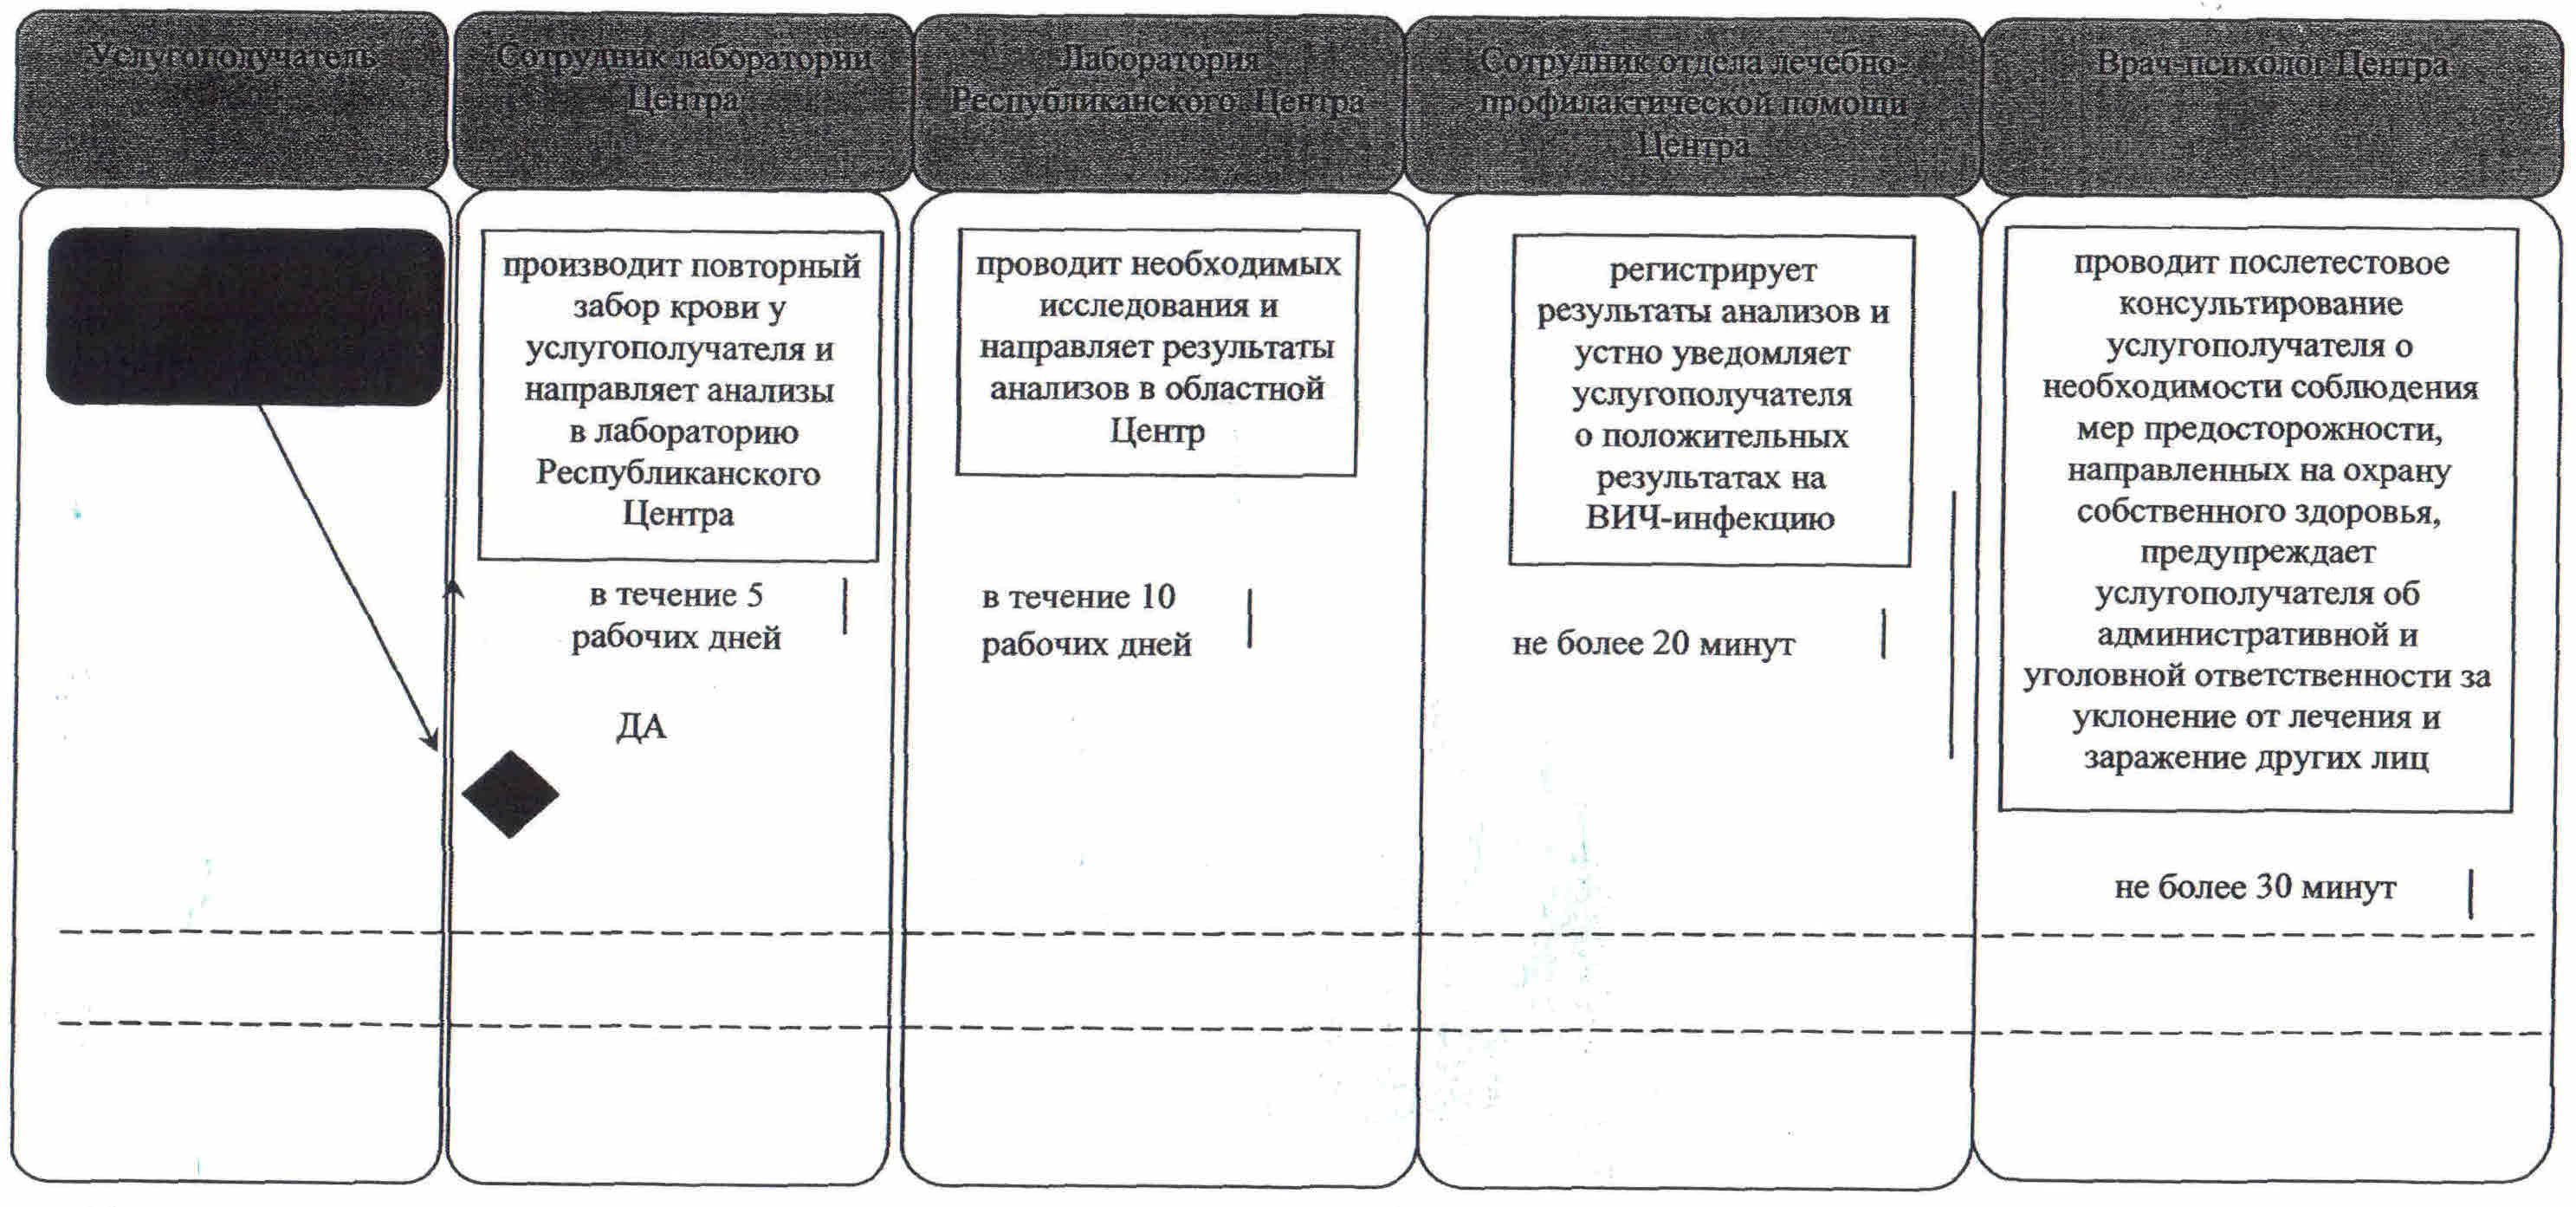 Услугополучатель
Сотрудник лаборатории
Центра
Лаборатория
Республиканского Центра
Сотрудник отдела лечебно-
профилактической помощи
Центра
Врач-психолог Центра
производит повторный
забор крови у
услугополучателя и
направляет анализы
в лабораторию
Республиканского
Центра
в течение 5
рабочих дней
ДА
проводит необходимых
исследования и
направляет результаты
анализов в областной
Центр
в течение 10
рабочих дней
регистрирует
результаты анализов и
устно уведомляет
услугополучателя
о положительных
результатах на
ВИЧ-инфекцию
не более 20 минут
проводит послетестовое
консультирование
услугополучателя о
необходимости соблюдения
мер предосторожности,
направленных на охрану
собственного здоровья,
предупреждает
услугополучателя об
административной и
уголовной ответственности за
уклонение от лечения и
заражение других лиц
не более 30 минут